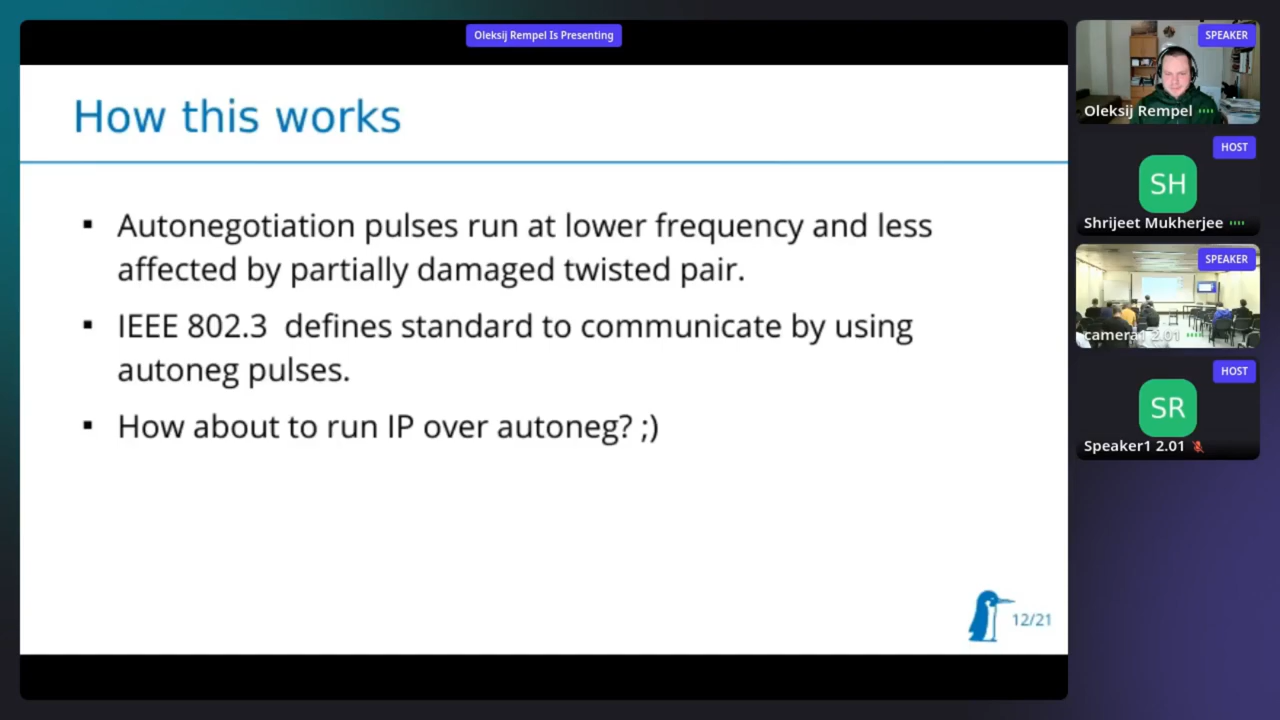 Oleksij Rempel Is Presenting
How this works
▪ Autonegotiation pulses run at lower frequency and less
affected by partially damaged twisted pair.
▪ IEEE 802.3  defines standard to communicate by using
autoneg pulses.
▪ How about to run IP over autoneg? ;)
12/21
SPEAKER
Oleksij Rempel
HOST
SH
Shrijeet Mukherjee
SPEAKER
camera1 2.01
HOST
SR
Speaker1 2.01